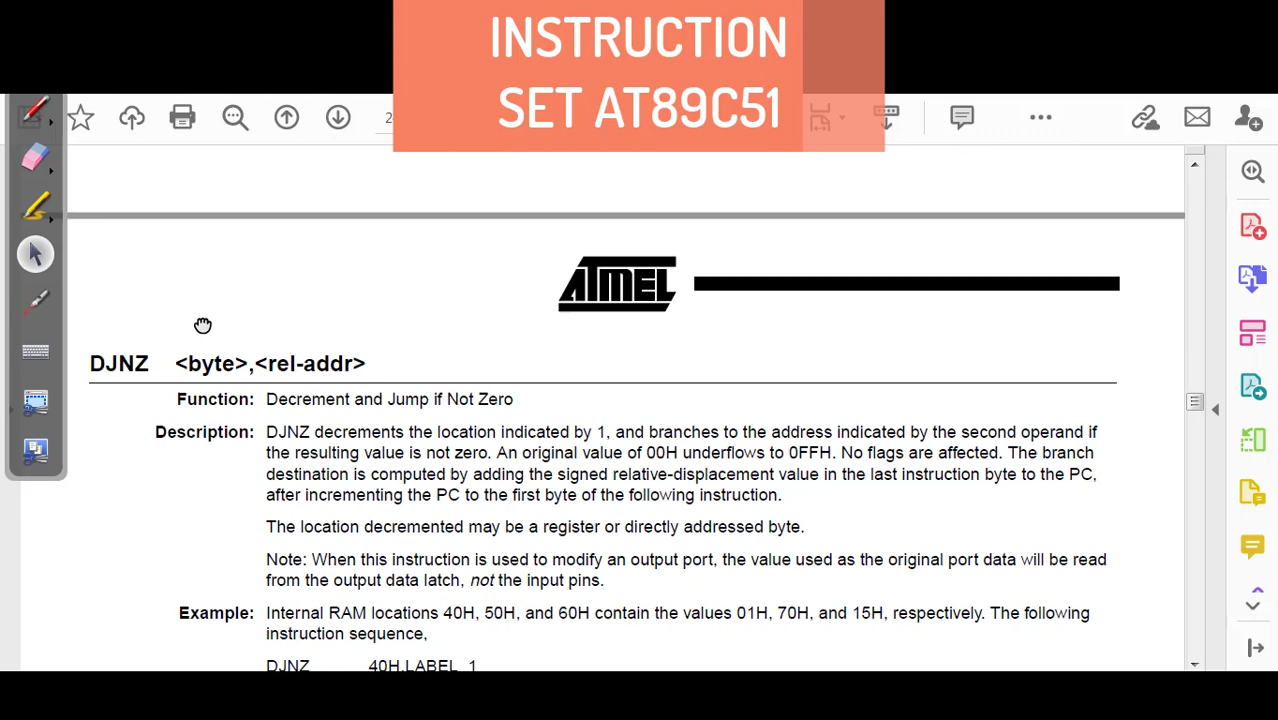 INSTRUCTION
SET AT89C51
2
ATMEL
DJNZ <byte>,<rel-addr>
Function: Decrement and Jump if Not Zero
Description: DJNZ decrements the location indicated by 1, and branches to the address indicated by the second operand if
the resulting value is not zero. An original value of 00H underflows to 0FFH. No flags are affected. The branch
destination is computed by adding the signed relative-displacement value in the last instruction byte to the PC,
after incrementing the PC to the first byte of the following instruction.
The location decremented may be a register or directly addressed byte.
Note: When this instruction is used to modify an output port, the value used as the original port data will be read
from the output data latch, not the input pins.
Example: Internal RAM locations 40H, 50H, and 60H contain the values 01H, 70H, and 15H, respectively. The following
instruction sequence,
DJNZ 40H,LABEL_1